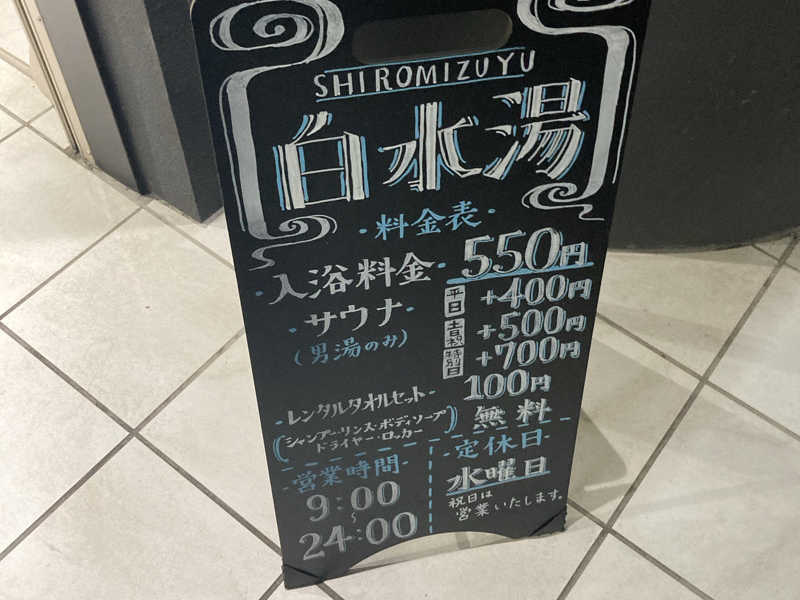 SHIROMIZUYU
白水湯
・料金表・
・入浴料金・ 550円
・サウナ・ 平日 +400円
(男湯のみ) 土日祝 +500円
特別日 +700円
・レンタルタオルセット・ 100円
(シャンプー・リンス・ボディソープ
ドライヤー・ロッカー) 無料
・営業時間・
9:00
〜
24:00
・定休日・
水曜日
祝日は
営業いたします。